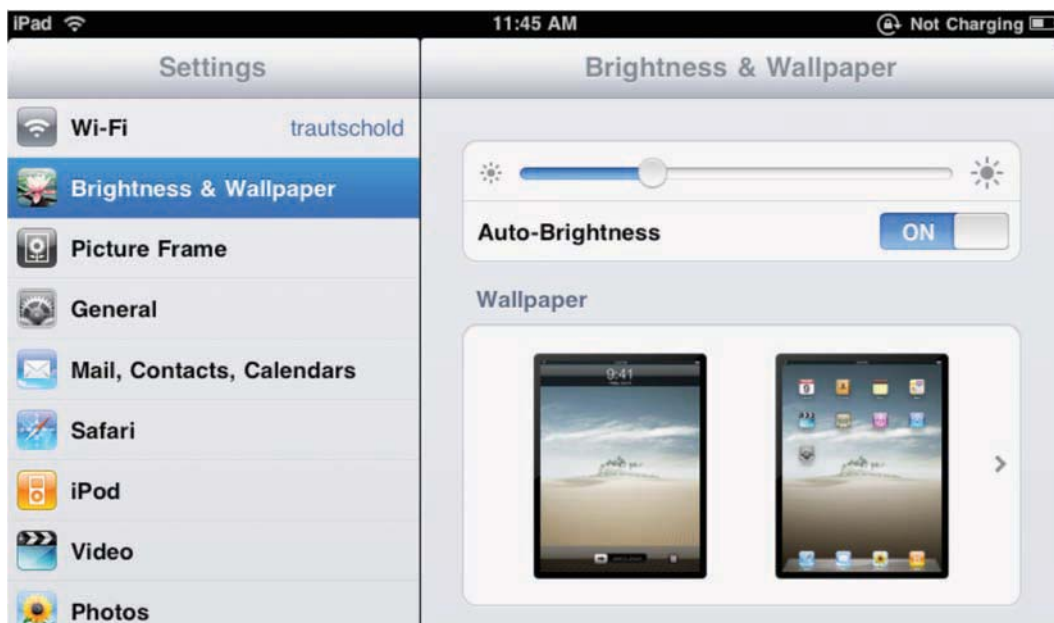 iPad 11:45 AM Not Charging
Settings
Brightness & Wallpaper
Wi-Fi trautschold
Brightness & Wallpaper
Picture Frame
General
Mail, Contacts, Calendars
Safari
iPod
Video
Photos
Auto-Brightness ON
Wallpaper
9:41
9